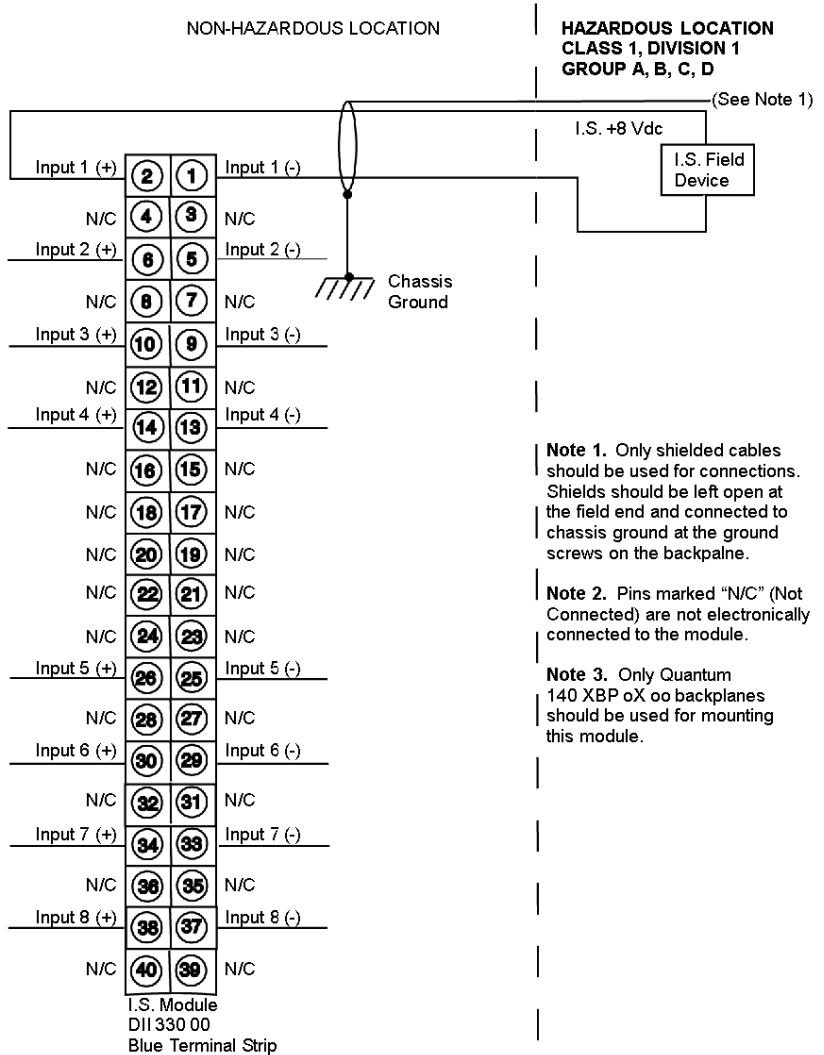 NON-HAZARDOUS LOCATION
HAZARDOUS LOCATION
CLASS 1, DIVISION 1
GROUP A, B, C, D
(See Note 1)
I.S. +8 Vdc
I.S. Field
Device
Input 1 (+) 2 1 Input 1 (-)
N/C 4 3 N/C
Input 2 (+) 6 5 Input 2 (-)
Chassis
Ground
N/C 8 7 N/C
Input 3 (+) 10 9 Input 3 (-)
N/C 12 11 N/C
Input 4 (+) 14 13 Input 4 (-)
N/C 16 15 N/C
N/C 18 17 N/C
N/C 20 19 N/C
N/C 22 21 N/C
N/C 24 23 N/C
Input 5 (+) 26 25 Input 5 (-)
N/C 28 27 N/C
Input 6 (+) 30 29 Input 6 (-)
N/C 32 31 N/C
Input 7 (+) 34 33 Input 7 (-)
N/C 36 35 N/C
Input 8 (+) 38 37 Input 8 (-)
N/C 40 39 N/C
I.S. Module
DII 330 00
Blue Terminal Strip
Note 1. Only shielded cables
should be used for connections.
Shields should be left open at
the field end and connected to
chassis ground at the ground
screws on the backpalne.
Note 2. Pins marked “N/C” (Not
Connected) are not electronically
connected to the module.
Note 3. Only Quantum
140 XBP oX oo backplanes
should be used for mounting
this module.